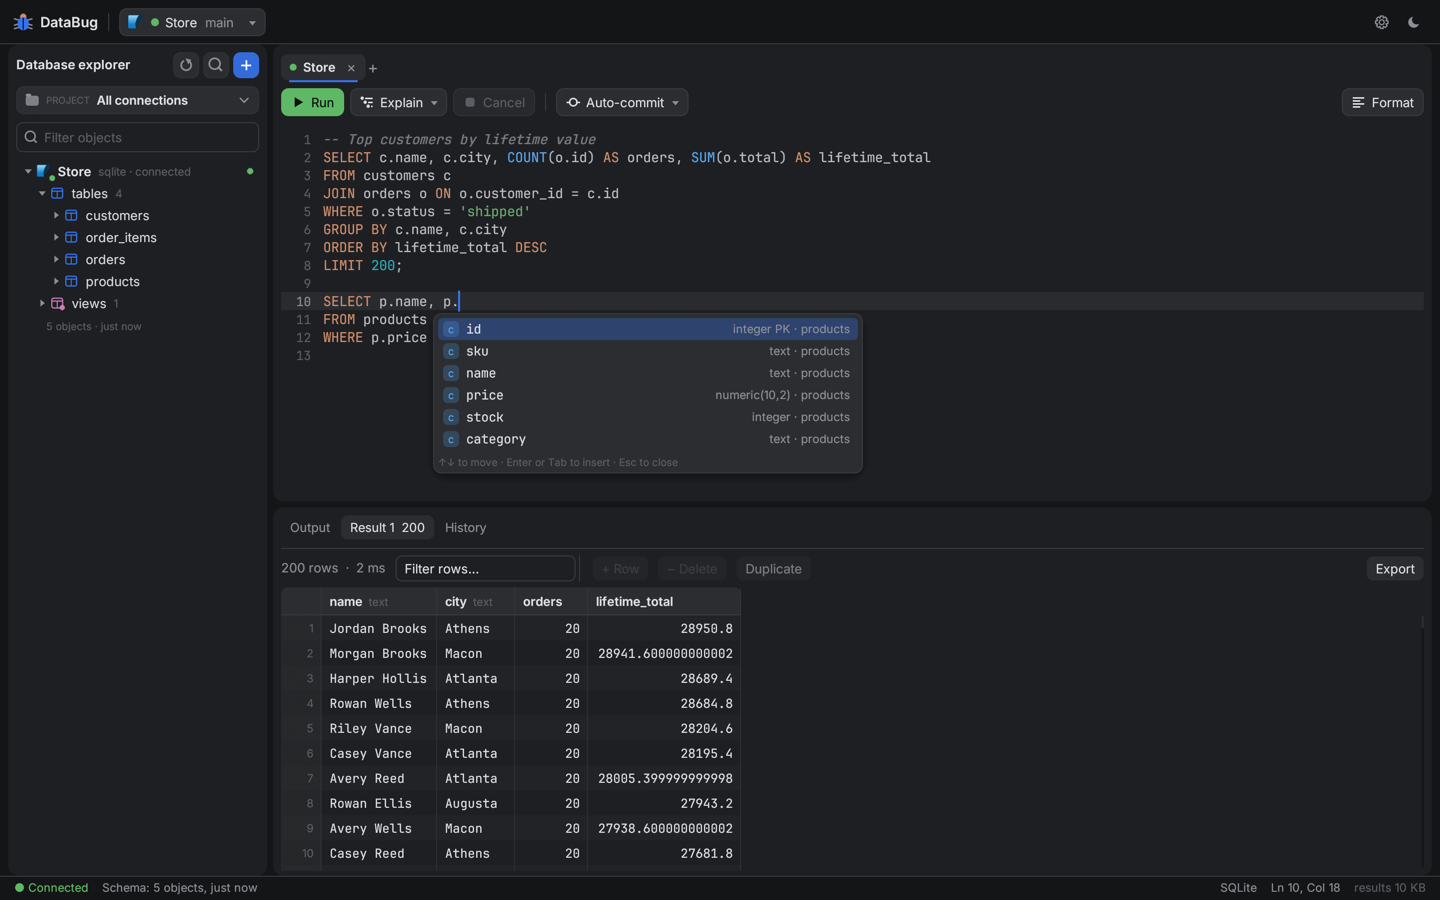 DataBug
Store main
Database explorer
PROJECT All connections
Filter objects
Store sqlite · connected
tables 4
customers
order_items
orders
products
views 1
5 objects · just now
Store × +
Run Explain Cancel Auto-commit Format
1 -- Top customers by lifetime value
2 SELECT c.name, c.city, COUNT(o.id) AS orders, SUM(o.total) AS lifetime_total
3 FROM customers c
4 JOIN orders o ON o.customer_id = c.id
5 WHERE o.status = 'shipped'
6 GROUP BY c.name, c.city
7 ORDER BY lifetime_total DESC
8 LIMIT 200;
9
10 SELECT p.name, p.
11 FROM products
12 WHERE p.price
13
c id integer PK · products
c sku text · products
c name text · products
c price numeric(10,2) · products
c stock integer · products
c category text · products
↑↓ to move · Enter or Tab to insert · Esc to close
Output Result 1 200 History
200 rows · 2 ms Filter rows... + Row − Delete Duplicate Export
name text city text orders lifetime_total
1 Jordan Brooks Athens 20 28950.8
2 Morgan Brooks Macon 20 28941.600000000002
3 Harper Hollis Atlanta 20 28689.4
4 Rowan Wells Athens 20 28684.8
5 Riley Vance Macon 20 28204.6
6 Casey Vance Atlanta 20 28195.4
7 Avery Reed Atlanta 20 28005.399999999998
8 Rowan Ellis Augusta 20 27943.2
9 Avery Wells Macon 20 27938.600000000002
10 Casey Reed Athens 20 27681.8
Connected Schema: 5 objects, just now SQLite Ln 10, Col 18 results 10 KB